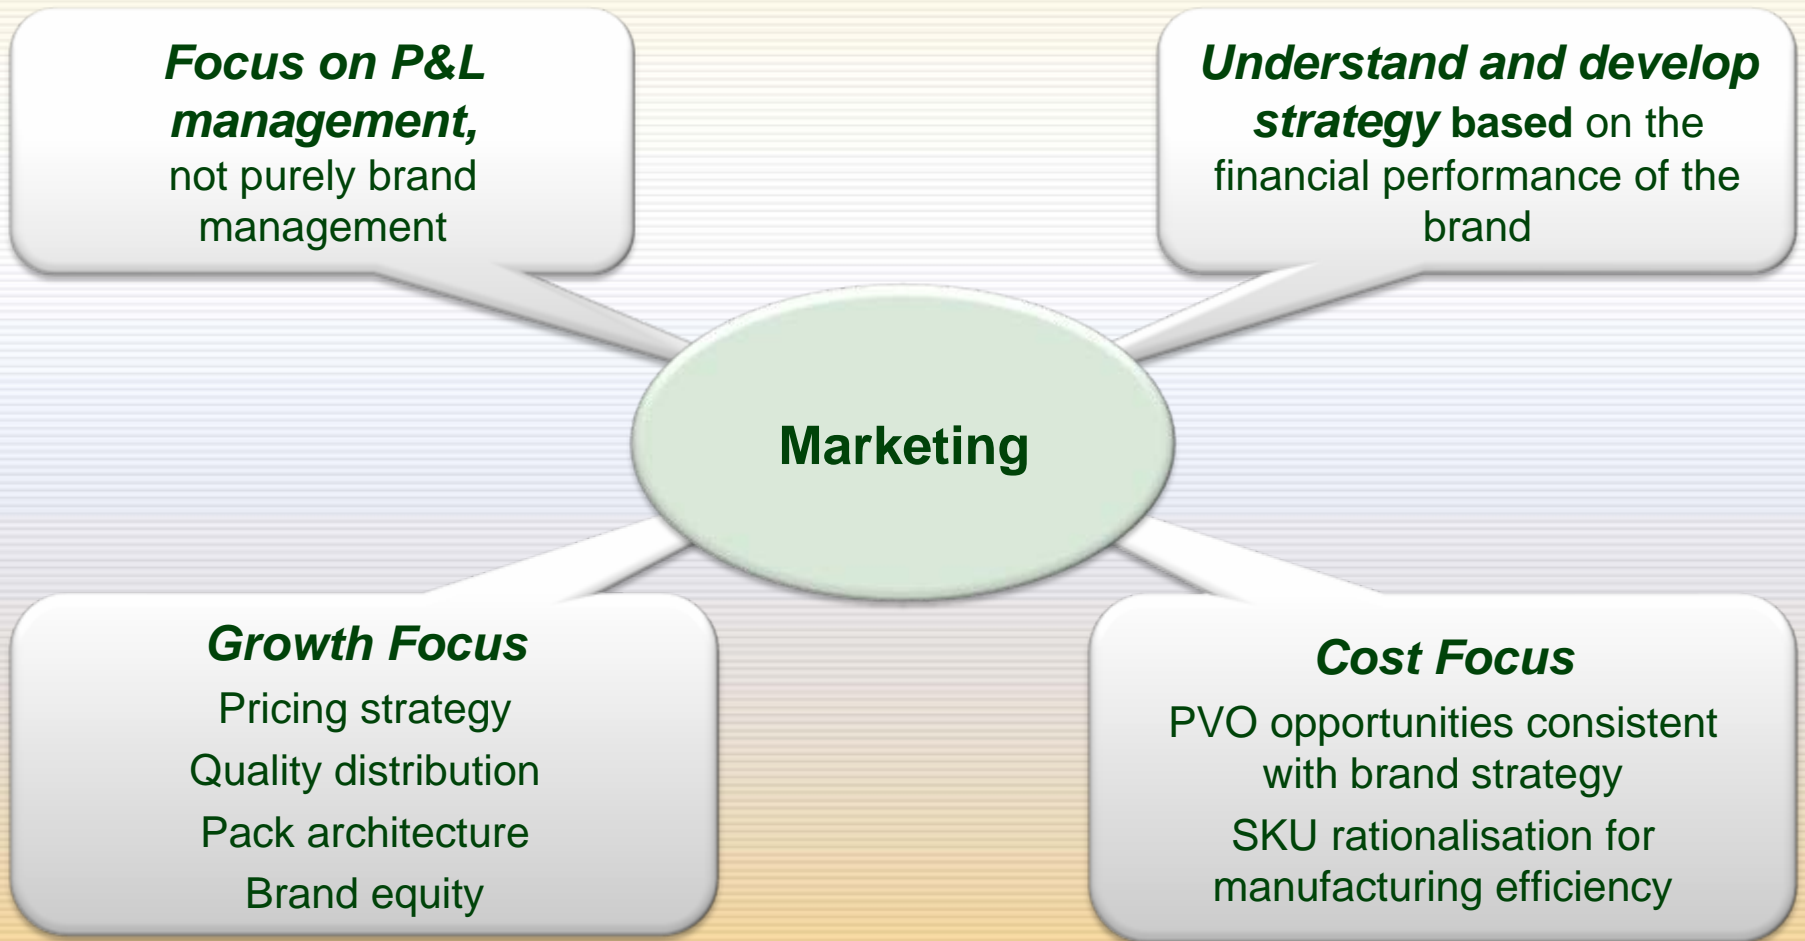 Focus on P&L
management,
not purely brand
management
Understand and develop
strategy based on the
financial performance of the
brand
Marketing
Growth Focus
Pricing strategy
Quality distribution
Pack architecture
Brand equity
Cost Focus
PVO opportunities consistent
with brand strategy
SKU rationalisation for
manufacturing efficiency